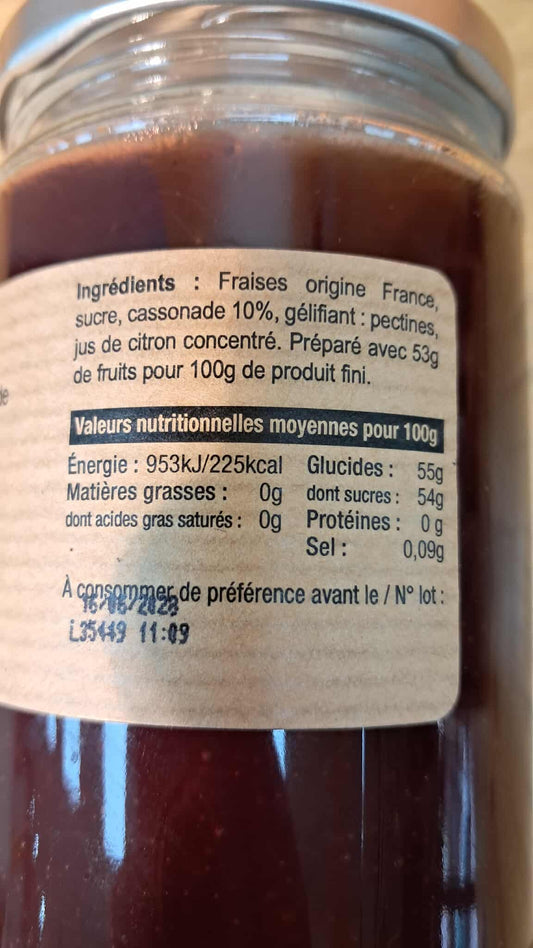 Ingrédients : Fraises origine France,
sucre, cassonade 10%, gélifiant : pectines,
jus de citron concentré. Préparé avec 53g
de fruits pour 100g de produit fini.
Valeurs nutritionnelles moyennes pour 100g
Énergie : 953kJ/225kcal Glucides : 55g
Matières grasses : 0g dont sucres : 54g
dont acides gras saturés : 0g Protéines : 0 g
Sel : 0,09g
À consommer de préférence avant le / N° lot :
L35449 11:09